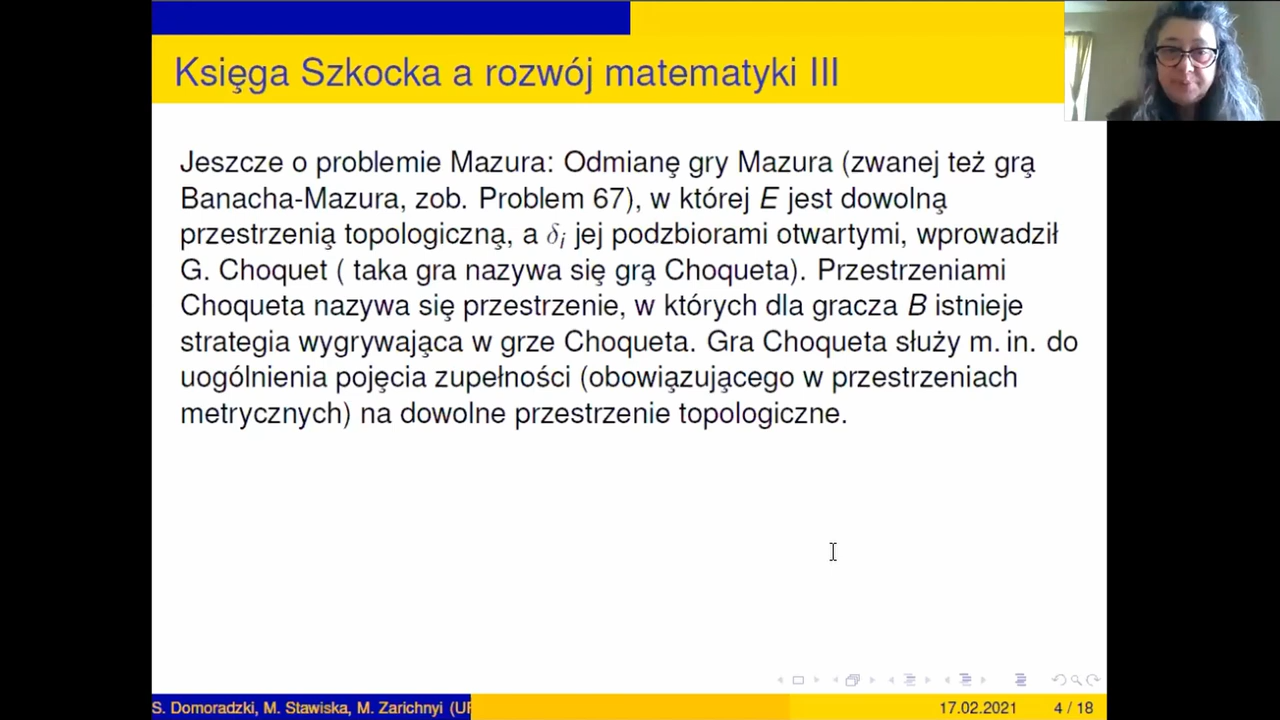 Księga Szkocka a rozwój matematyki III
Jeszcze o problemie Mazura: Odmianę gry Mazura (zwanej też grą
Banacha-Mazura, zob. Problem 67), w której E jest dowolną
przestrzenią topologiczną, a δi jej podzbiorami otwartymi, wprowadził
G. Choquet ( taka gra nazywa się grą Choqueta). Przestrzeniami
Choqueta nazywa się przestrzenie, w których dla gracza B istnieje
strategia wygrywająca w grze Choqueta. Gra Choqueta służy m. in. do
uogólnienia pojęcia zupełności (obowiązującego w przestrzeniach
metrycznych) na dowolne przestrzenie topologiczne.
S. Domoradzki, M. Stawiska, M. Zarichnyi (UR
17.02.2021
4 / 18